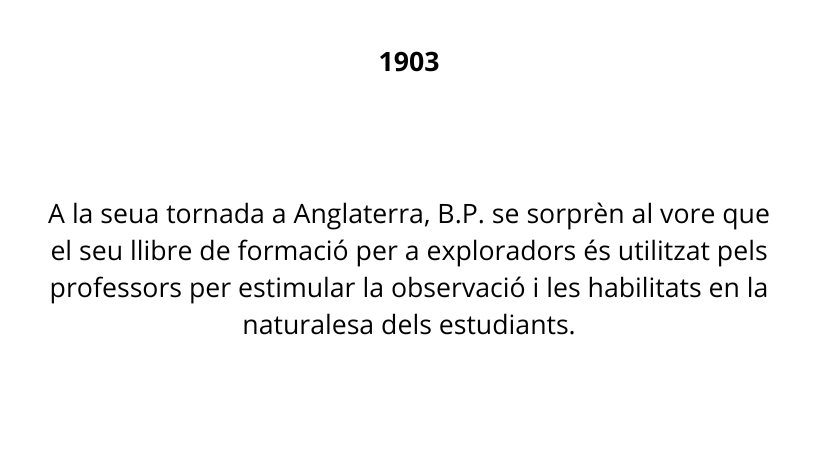 1903
A la seua tornada a Anglaterra, B.P. se sorprèn al vore que
el seu llibre de formació per a exploradors és utilitzat pels
professors per estimular la observació i les habilitats en la
naturalesa dels estudiants.